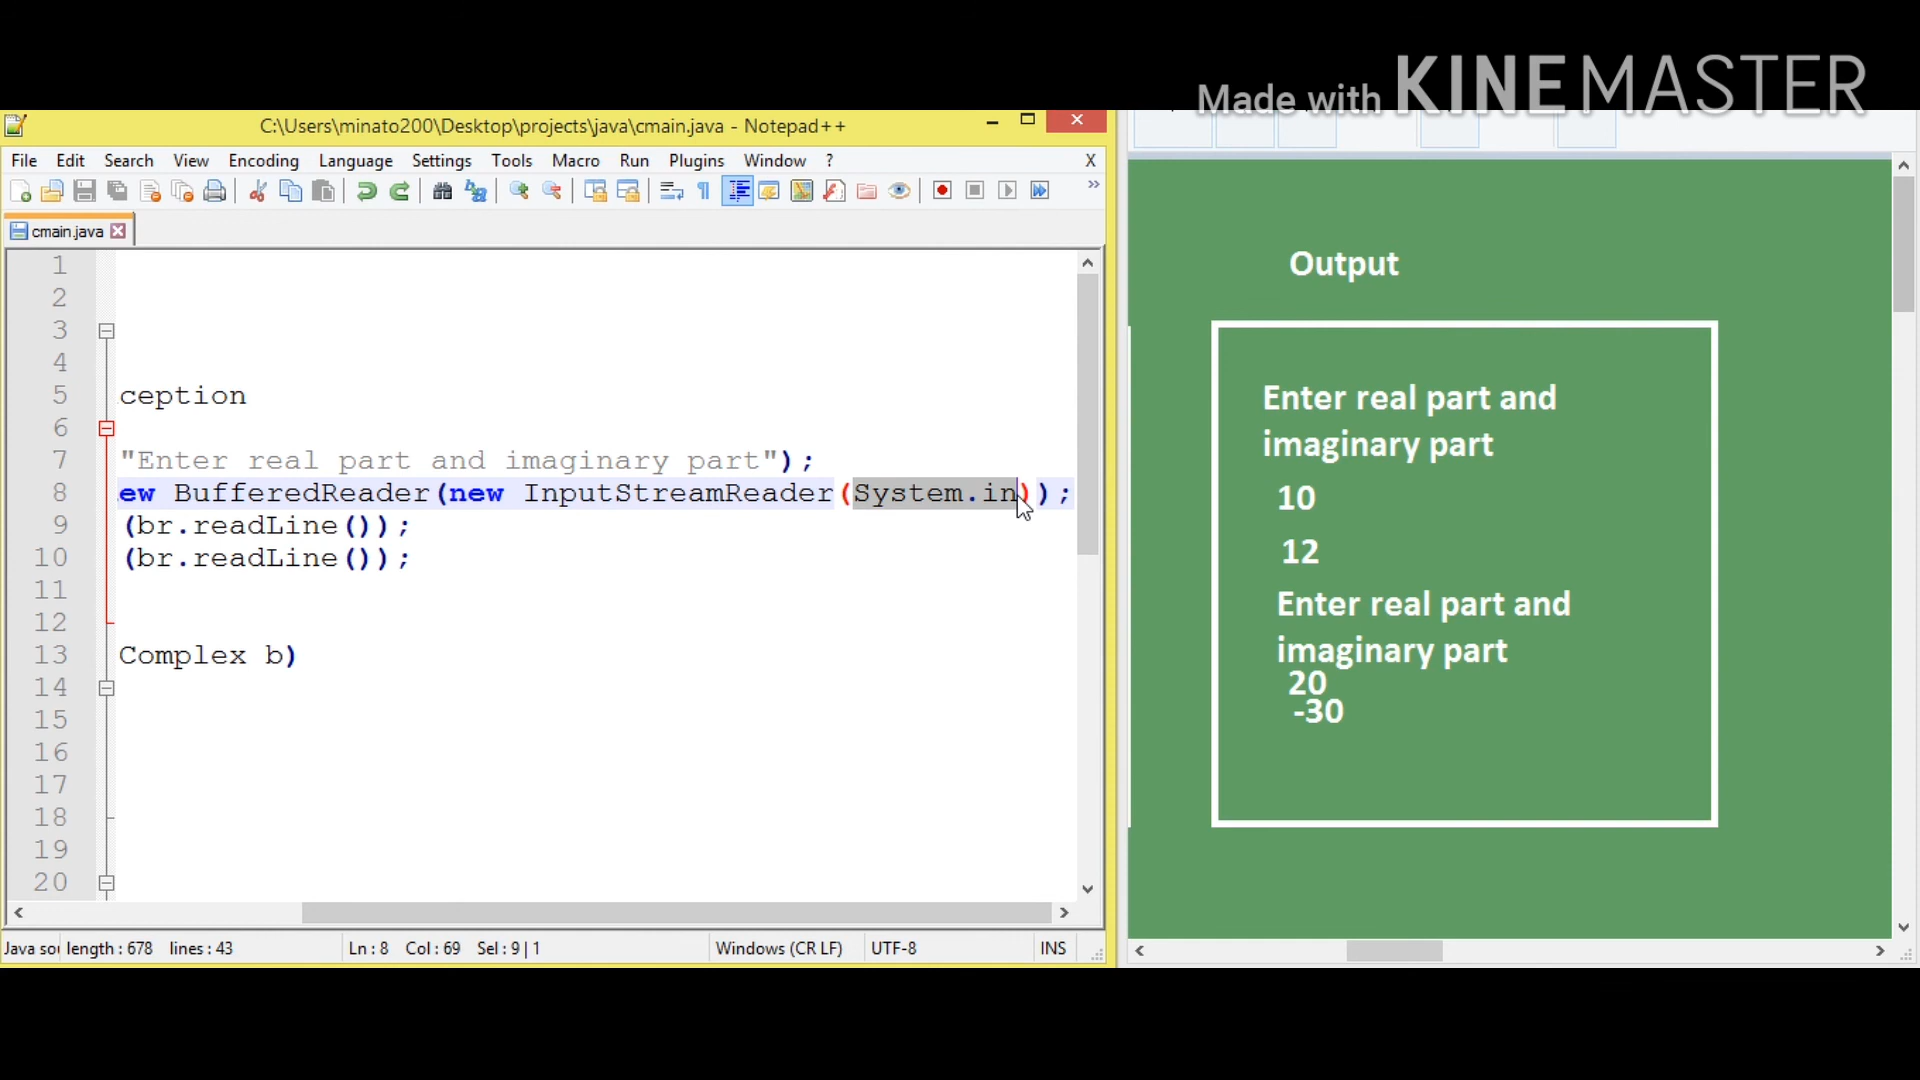 Made with KINEMASTER
C:\Users\minato200\Desktop\projects\java\cmain.java - Notepad++
X
File Edit Search View Encoding Language Settings Tools Macro Run Plugins Window ? X
cmain.java
1
2
3
4
5 ception
6
7 "Enter real part and imaginary part");
8 ew BufferedReader(new InputStreamReader(System.in));
9 (br.readLine());
10 (br.readLine());
11
12
13 Complex b)
14
15
16
17
18
19
20
Java sou length : 678 lines : 43 Ln : 8 Col : 69 Sel : 9 | 1 Windows (CR LF) UTF-8 INS
Output
Enter real part and
imaginary part
10
12
Enter real part and
imaginary part
20
-30